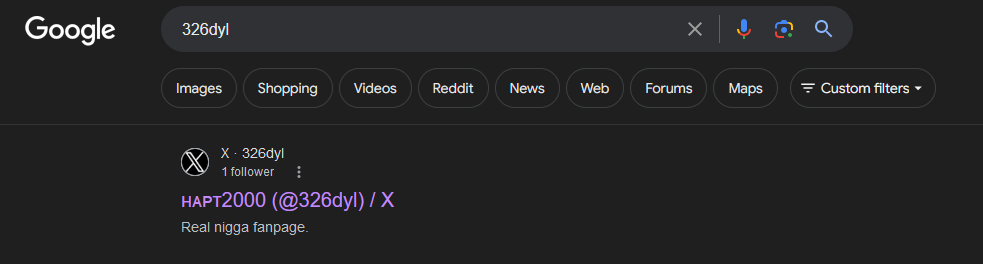 Google
326dyl
Images Shopping Videos Reddit News Web Forums Maps Custom filters
X · 326dyl
1 follower
ʜᴀᴘᴛ2000 (@326dyl) / X
Real nigga fanpage.